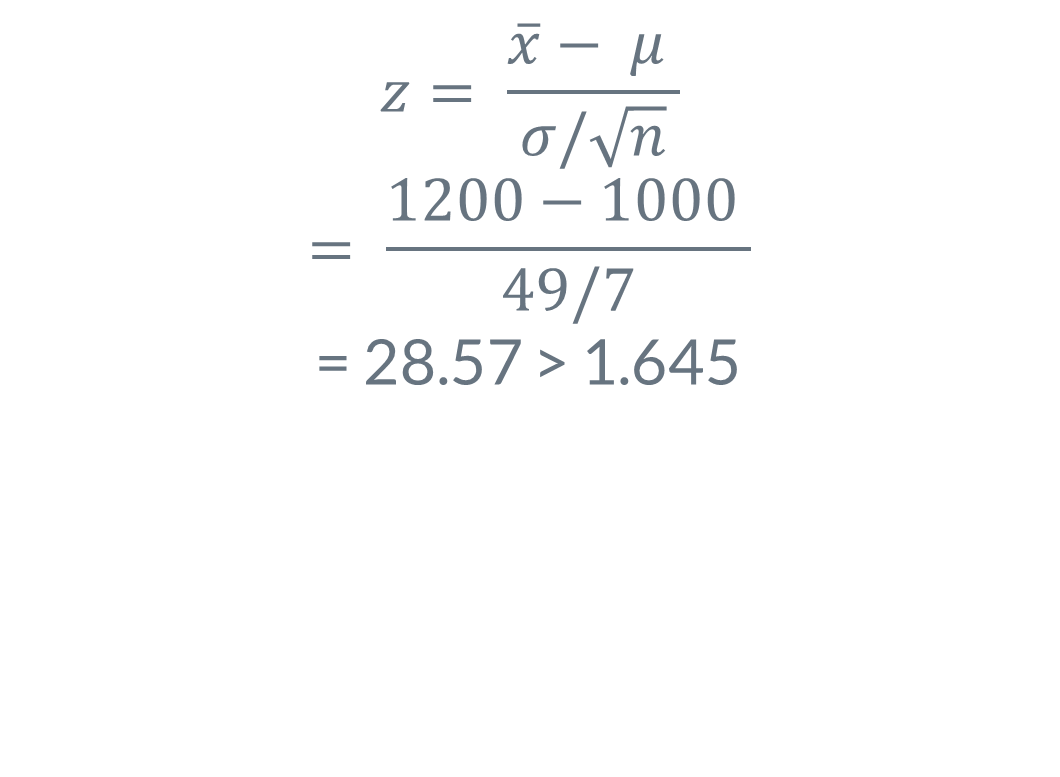 z = x̄ − μ / σ/√n
= 1200 − 1000 / 49/7
= 28.57 > 1.645